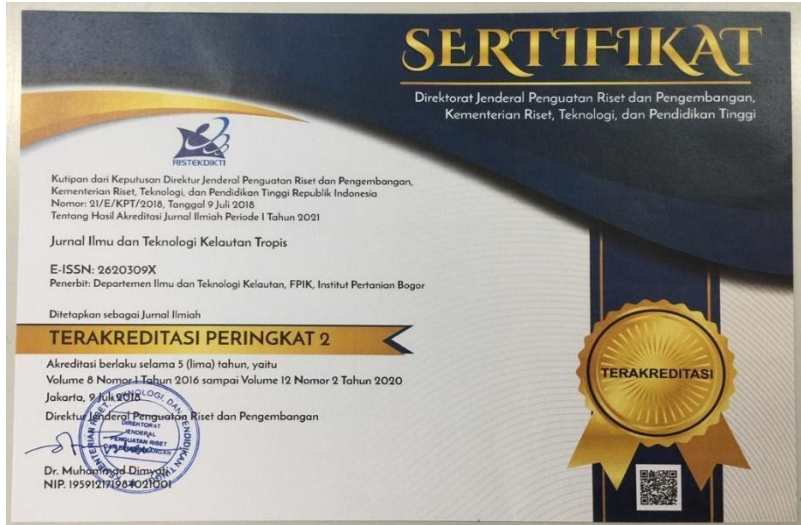 SERTIFIKAT
Direktorat Jenderal Penguatan Riset dan Pengembangan,
Kementerian Riset, Teknologi, dan Pendidikan Tinggi
RISTEKDIKTI
Kutipan dari Keputusan Direktur Jenderal Penguatan Riset dan Pengembangan,
Kementerian Riset, Teknologi, dan Pendidikan Tinggi Republik Indonesia
Nomor: 21/E/KPT/2018, Tanggal 9 Juli 2018
Tentang Hasil Akreditasi Jurnal Ilmiah Periode I Tahun 2021
Jurnal Ilmu dan Teknologi Kelautan Tropis
E-ISSN: 2620309X
Penerbit: Departemen Ilmu dan Teknologi Kelautan, FPIK, Institut Pertanian Bogor
Ditetapkan sebagai Jurnal Ilmiah
TERAKREDITASI PERINGKAT 2
Akreditasi berlaku selama 5 (lima) tahun, yaitu
Volume 8 Nomor 1 Tahun 2016 sampai Volume 12 Nomor 2 Tahun 2020
Jakarta, 9 Juli 2018
Direktur Jenderal Penguatan Riset dan Pengembangan
DIREKTORAT
JENDERAL
PENGUATAN RISET
Dr. Muhammad Dimyati
NIP. 195912171984021001
TERAKREDITASI